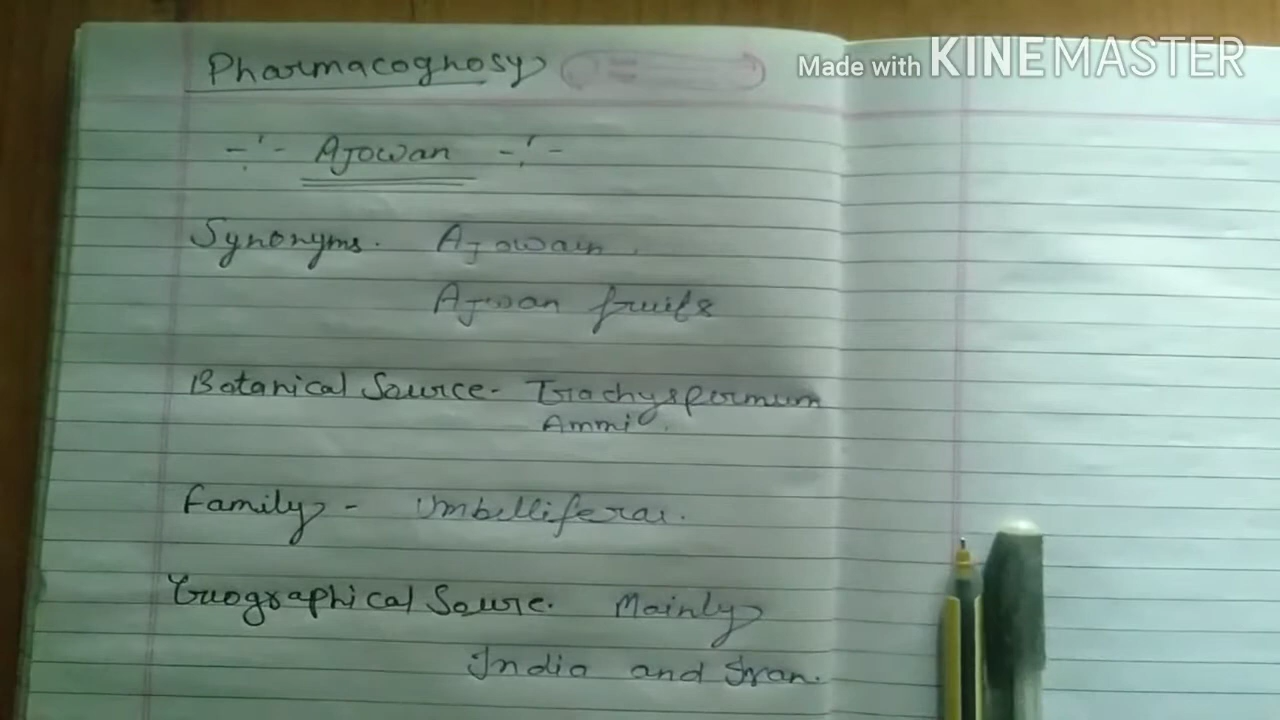 Pharmacognosy
Made with KINEMASTER
-:- Ajowan -:-
Synonyms. Ajowain.
Ajwan fruits
Botanical Source- Trachyspermum
Ammi.
Family - Umbelliferae.
Geographical Source. Mainly
India and Iran.